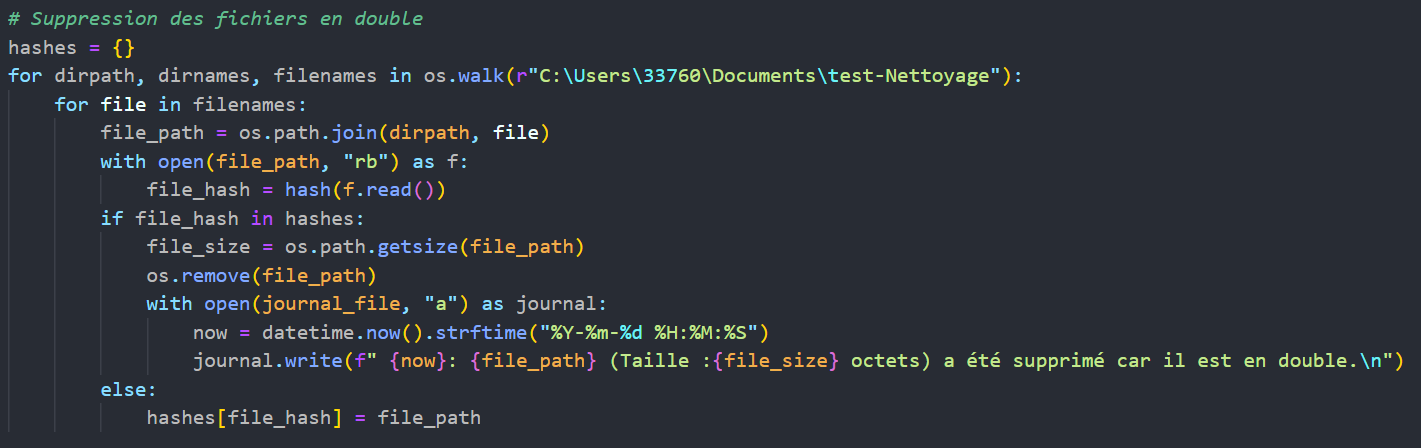 # Suppression des fichiers en double
hashes = {}
for dirpath, dirnames, filenames in os.walk(r"C:\Users\33760\Documents\test-Nettoyage"):
    for file in filenames:
        file_path = os.path.join(dirpath, file)
        with open(file_path, "rb") as f:
            file_hash = hash(f.read())
        if file_hash in hashes:
            file_size = os.path.getsize(file_path)
            os.remove(file_path)
            with open(journal_file, "a") as journal:
                now = datetime.now().strftime("%Y-%m-%d %H:%M:%S")
                journal.write(f" {now}: {file_path} (Taille :{file_size} octets) a été supprimé car il est en double.\n")
        else:
            hashes[file_hash] = file_path